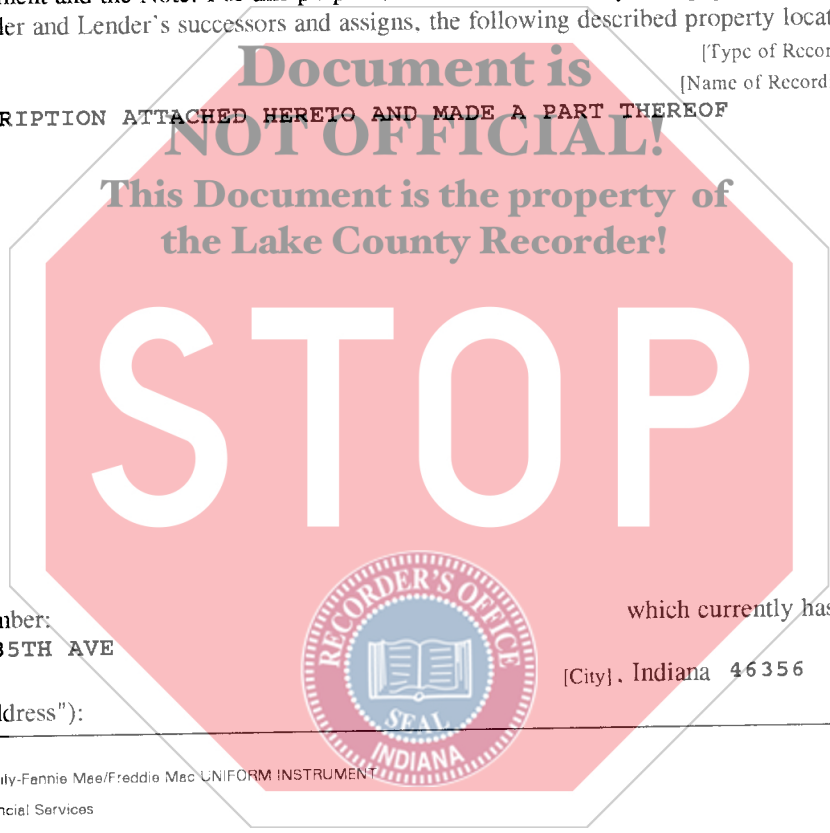 ler and Lender's successors and assigns, the following described property locat
[Type of Recor
Document is
[Name of Record
RIPTION ATTACHED HERETO AND MADE A PART THEREOF
NOT OFFICIAL!
This Document is the property of
the Lake County Recorder!
STOP
RECORDER'S OFFICE
SEAL
INDIANA
mber:
which currently has
35TH AVE
[City], Indiana 46356
ddress"):
ily-Fannie Mae/Freddie Mac UNIFORM INSTRUMENT
ncial Services